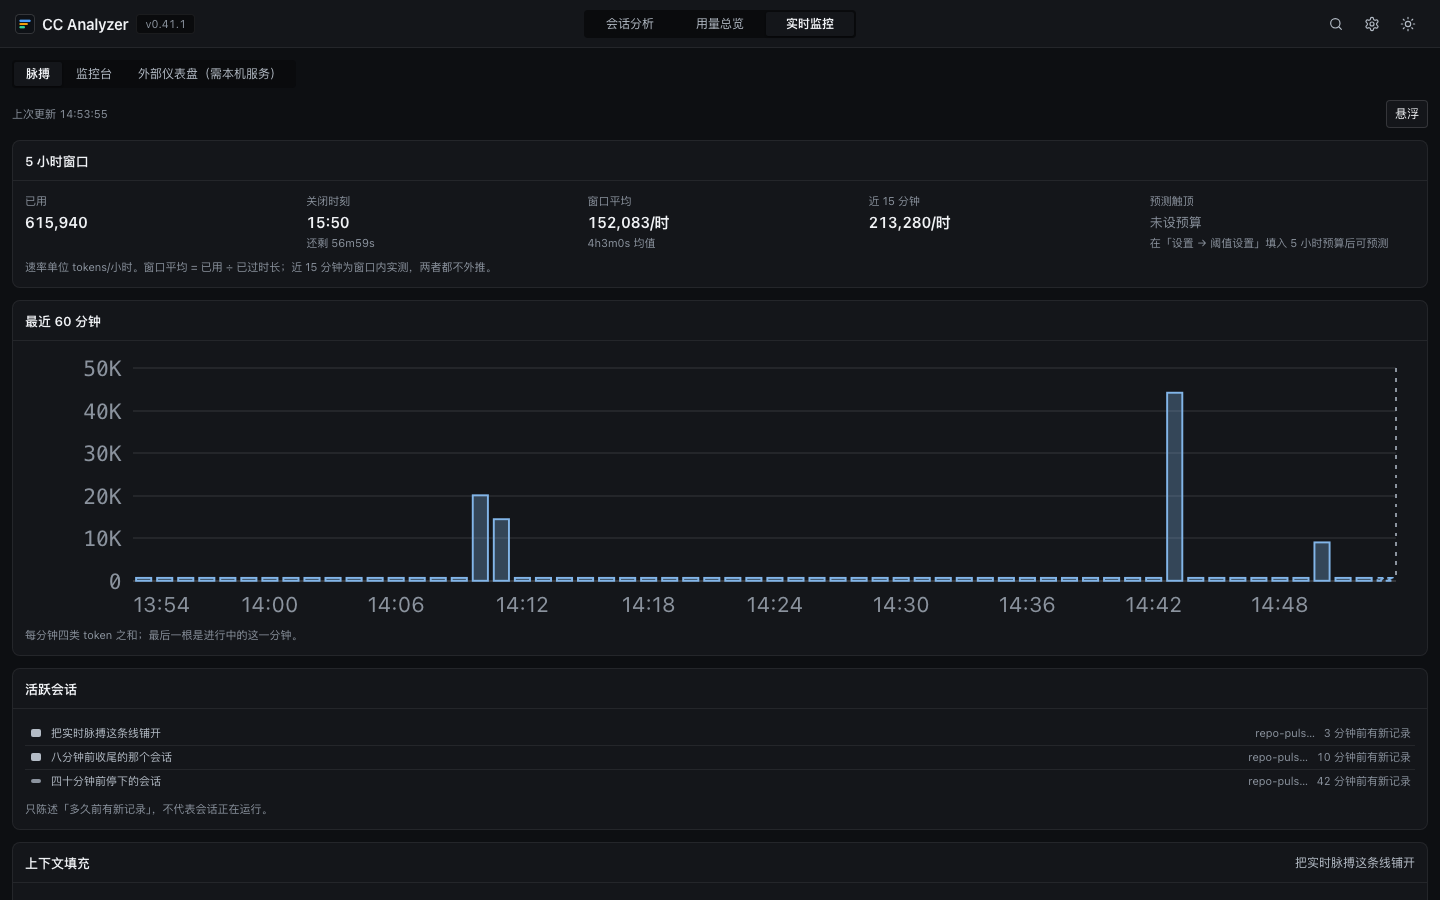 CC Analyzer v0.41.1 会话分析 用量总览 实时监控
脉搏 监控台 外部仪表盘（需本机服务）
上次更新 14:53:55 悬浮
5 小时窗口
已用 关闭时刻 窗口平均 近 15 分钟 预测触顶
615,940 15:50 152,083/时 213,280/时 未设预算
还剩 56m59s 4h3m0s 均值 在「设置 → 阈值设置」填入 5 小时预算后可预测
速率单位 tokens/小时。窗口平均 = 已用 ÷ 已过时长；近 15 分钟为窗口内实测，两者都不外推。
最近 60 分钟
50K
40K
30K
20K
10K
0
13:54 14:00 14:06 14:12 14:18 14:24 14:30 14:36 14:42 14:48
每分钟四类 token 之和；最后一根是进行中的这一分钟。
活跃会话
把实时脉搏这条线铺开 repo-puls... 3 分钟前有新记录
八分钟前收尾的那个会话 repo-puls... 10 分钟前有新记录
四十分钟前停下的会话 repo-puls... 42 分钟前有新记录
只陈述「多久前有新记录」，不代表会话正在运行。
上下文填充 把实时脉搏这条线铺开